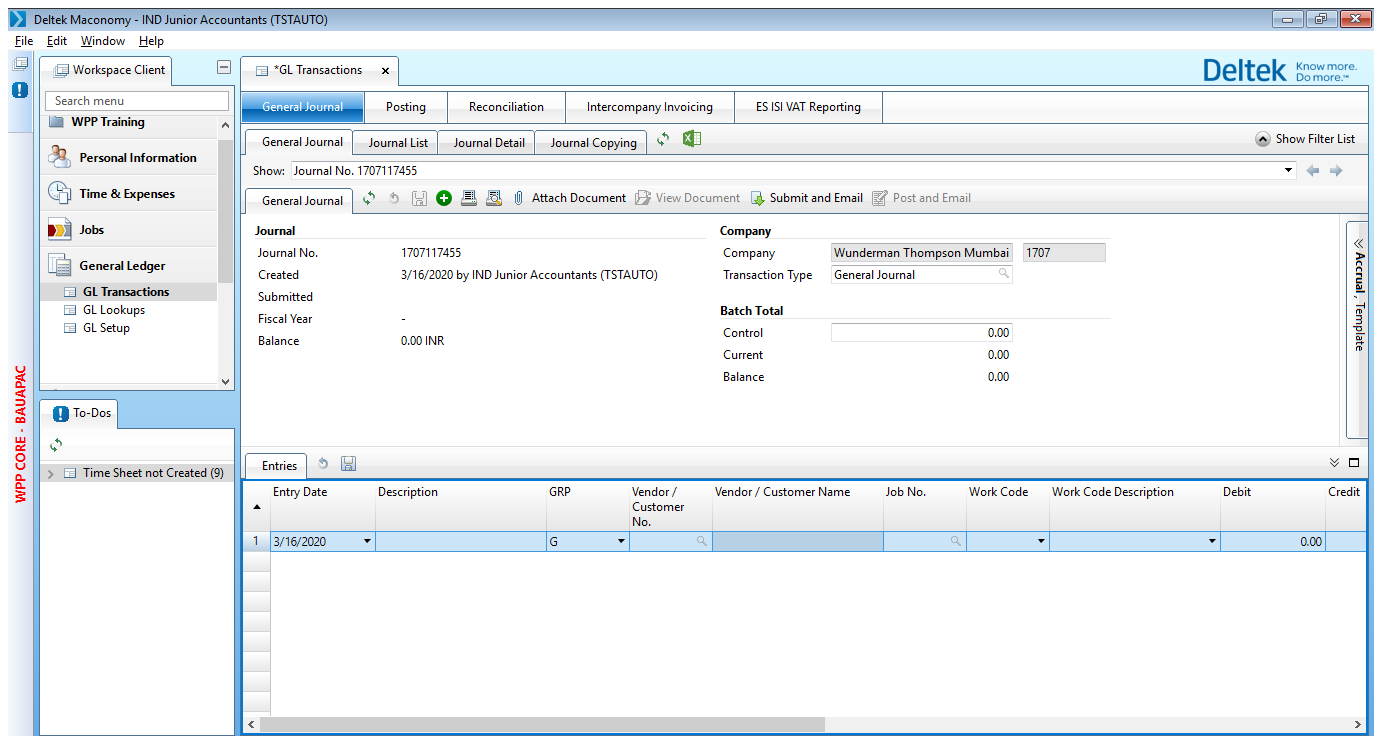 Deltek Maconomy - IND Junior Accountants (TSTAUTO)
File Edit Window Help
Workspace Client
*GL Transactions x
Deltek Know more. Do more.™
Search menu
General Journal Posting Reconciliation Intercompany Invoicing ES ISI VAT Reporting
WPP Training
Personal Information
Time & Expenses
Jobs
General Ledger
GL Transactions
GL Lookups
GL Setup
General Journal Journal List Journal Detail Journal Copying Show Filter List
Show: Journal No. 1707117455
General Journal Attach Document View Document Submit and Email Post and Email
Journal
Journal No. 1707117455
Created 3/16/2020 by IND Junior Accountants (TSTAUTO)
Submitted
Fiscal Year -
Balance 0.00 INR
Company
Company Wunderman Thompson Mumbai 1707
Transaction Type General Journal
Batch Total
Control 0.00
Current 0.00
Balance 0.00
Accrual , Template
WPP CORE - BAUAPAC
To-Dos
Time Sheet not Created (9)
Entries
Entry Date Description GRP Vendor / Customer No. Vendor / Customer Name Job No. Work Code Work Code Description Debit Credit
1 3/16/2020 G 0.00